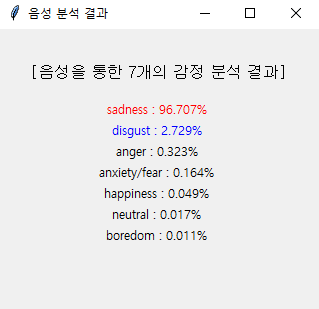 음성 분석 결과
[음성을 통한 7개의 감정 분석 결과]
sadness : 96.707%
disgust : 2.729%
anger : 0.323%
anxiety/fear : 0.164%
happiness : 0.049%
neutral : 0.017%
boredom : 0.011%